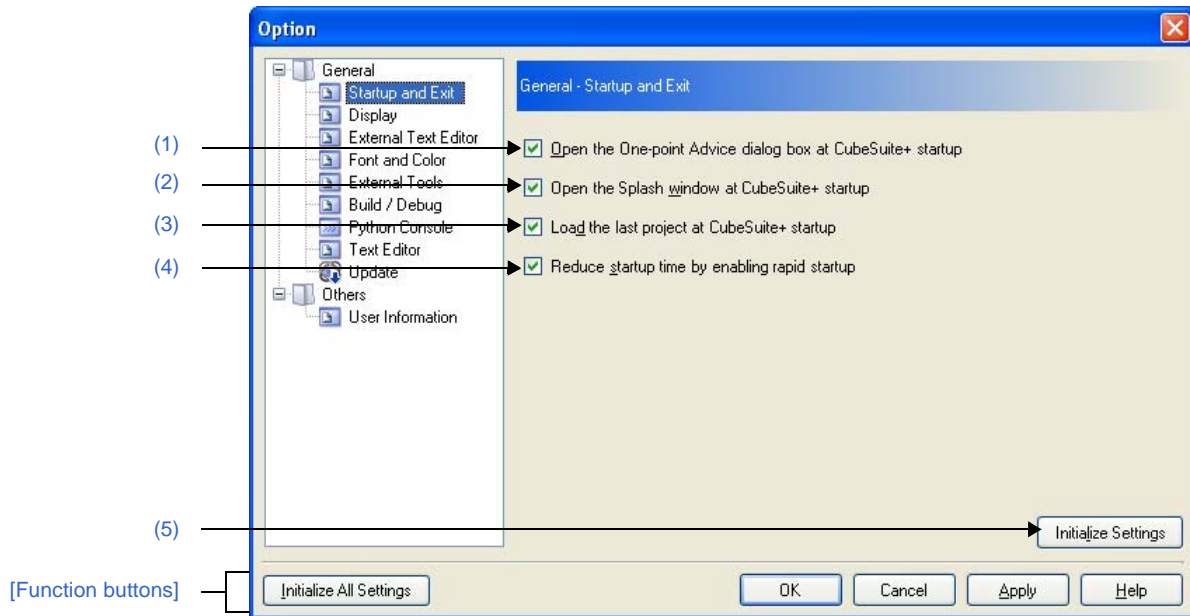 Option
General
Startup and Exit
Display
External Text Editor
Font and Color
External Tools
Build / Debug
Python Console
Text Editor
Update
Others
User Information
General - Startup and Exit
(1)
Open the One-point Advice dialog box at CubeSuite+ startup
(2)
Open the Splash window at CubeSuite+ startup
(3)
Load the last project at CubeSuite+ startup
(4)
Reduce startup time by enabling rapid startup
(5)
Initialize Settings
[Function buttons]
Initialize All Settings
OK
Cancel
Apply
Help